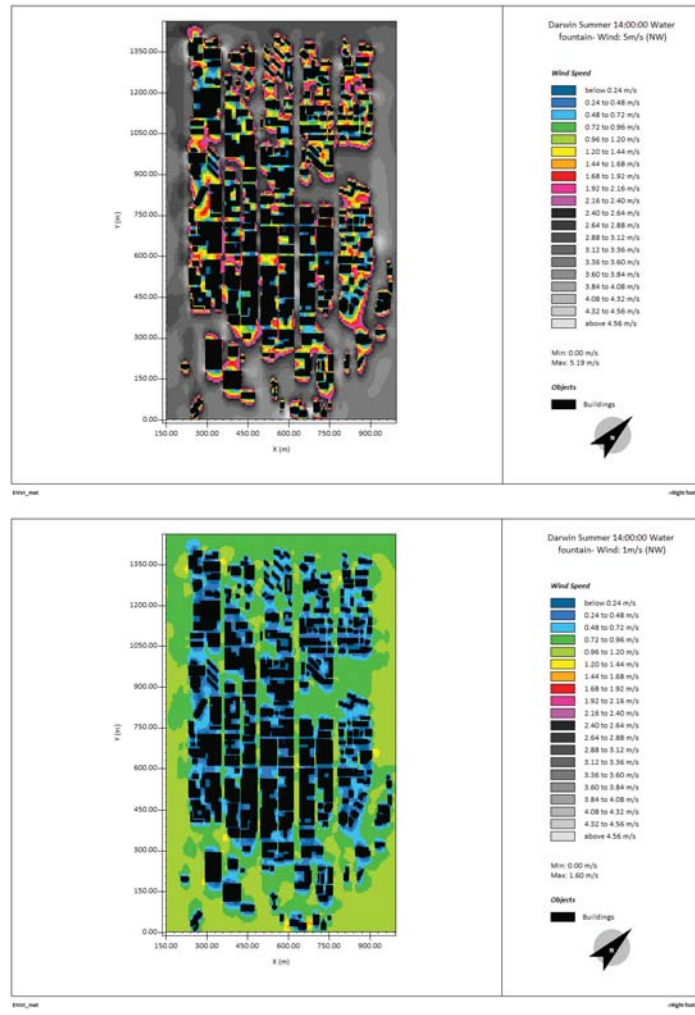 Darwin Summer 14:00:00 Water
fountain- Wind: 5m/s (NW)
Wind Speed
below 0.24 m/s
0.24 to 0.48 m/s
0.48 to 0.72 m/s
0.72 to 0.96 m/s
0.96 to 1.20 m/s
1.20 to 1.44 m/s
1.44 to 1.68 m/s
1.68 to 1.92 m/s
1.92 to 2.16 m/s
2.16 to 2.40 m/s
2.40 to 2.64 m/s
2.64 to 2.88 m/s
2.88 to 3.12 m/s
3.12 to 3.36 m/s
3.36 to 3.60 m/s
3.60 to 3.84 m/s
3.84 to 4.08 m/s
4.08 to 4.32 m/s
4.32 to 4.56 m/s
above 4.56 m/s
Min: 0.00 m/s
Max: 5.19 m/s
Objects
Buildings
N
Y (m)
1350.00
1200.00
1050.00
900.00
750.00
600.00
450.00
300.00
150.00
0.00
150.00 300.00 450.00 600.00 750.00 900.00
X (m)
ENVI_met
<Right foot
Darwin Summer 14:00:00 Water
fountain- Wind: 1m/s (NW)
Wind Speed
below 0.24 m/s
0.24 to 0.48 m/s
0.48 to 0.72 m/s
0.72 to 0.96 m/s
0.96 to 1.20 m/s
1.20 to 1.44 m/s
1.44 to 1.68 m/s
1.68 to 1.92 m/s
1.92 to 2.16 m/s
2.16 to 2.40 m/s
2.40 to 2.64 m/s
2.64 to 2.88 m/s
2.88 to 3.12 m/s
3.12 to 3.36 m/s
3.36 to 3.60 m/s
3.60 to 3.84 m/s
3.84 to 4.08 m/s
4.08 to 4.32 m/s
4.32 to 4.56 m/s
above 4.56 m/s
Min: 0.00 m/s
Max: 1.60 m/s
Objects
Buildings
N
Y (m)
1350.00
1200.00
1050.00
900.00
750.00
600.00
450.00
300.00
150.00
0.00
150.00 300.00 450.00 600.00 750.00 900.00
X (m)
ENVI_met
<Right foot